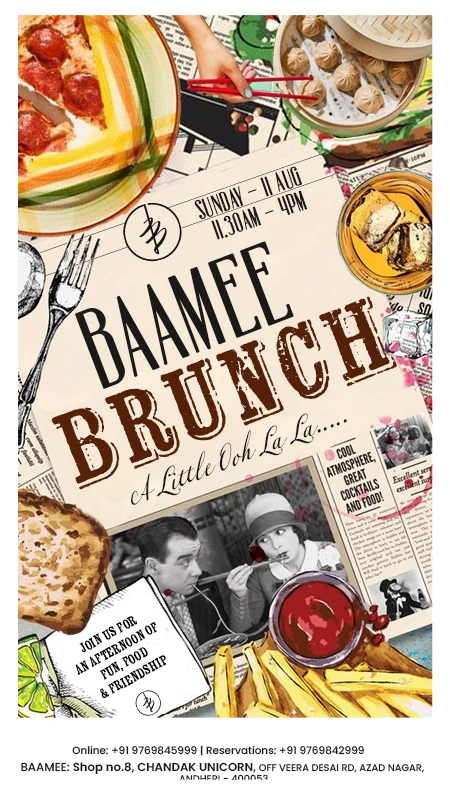 SUNDAY – 11 AUG
11.30AM – 4PM
BAAMEE
BRUNCH
A Little Ooh La La.....
COOL
ATMOSPHERE,
GREAT
COCKTAILS
AND FOOD!
JOIN US FOR
AN AFTERNOON OF
FUN, FOOD
& FRIENDSHIP
Online: +91 9769845999 | Reservations: +91 9769842999
BAAMEE: Shop no.8, CHANDAK UNICORN, OFF VEERA DESAI RD, AZAD NAGAR,
ANDHERI - 400053